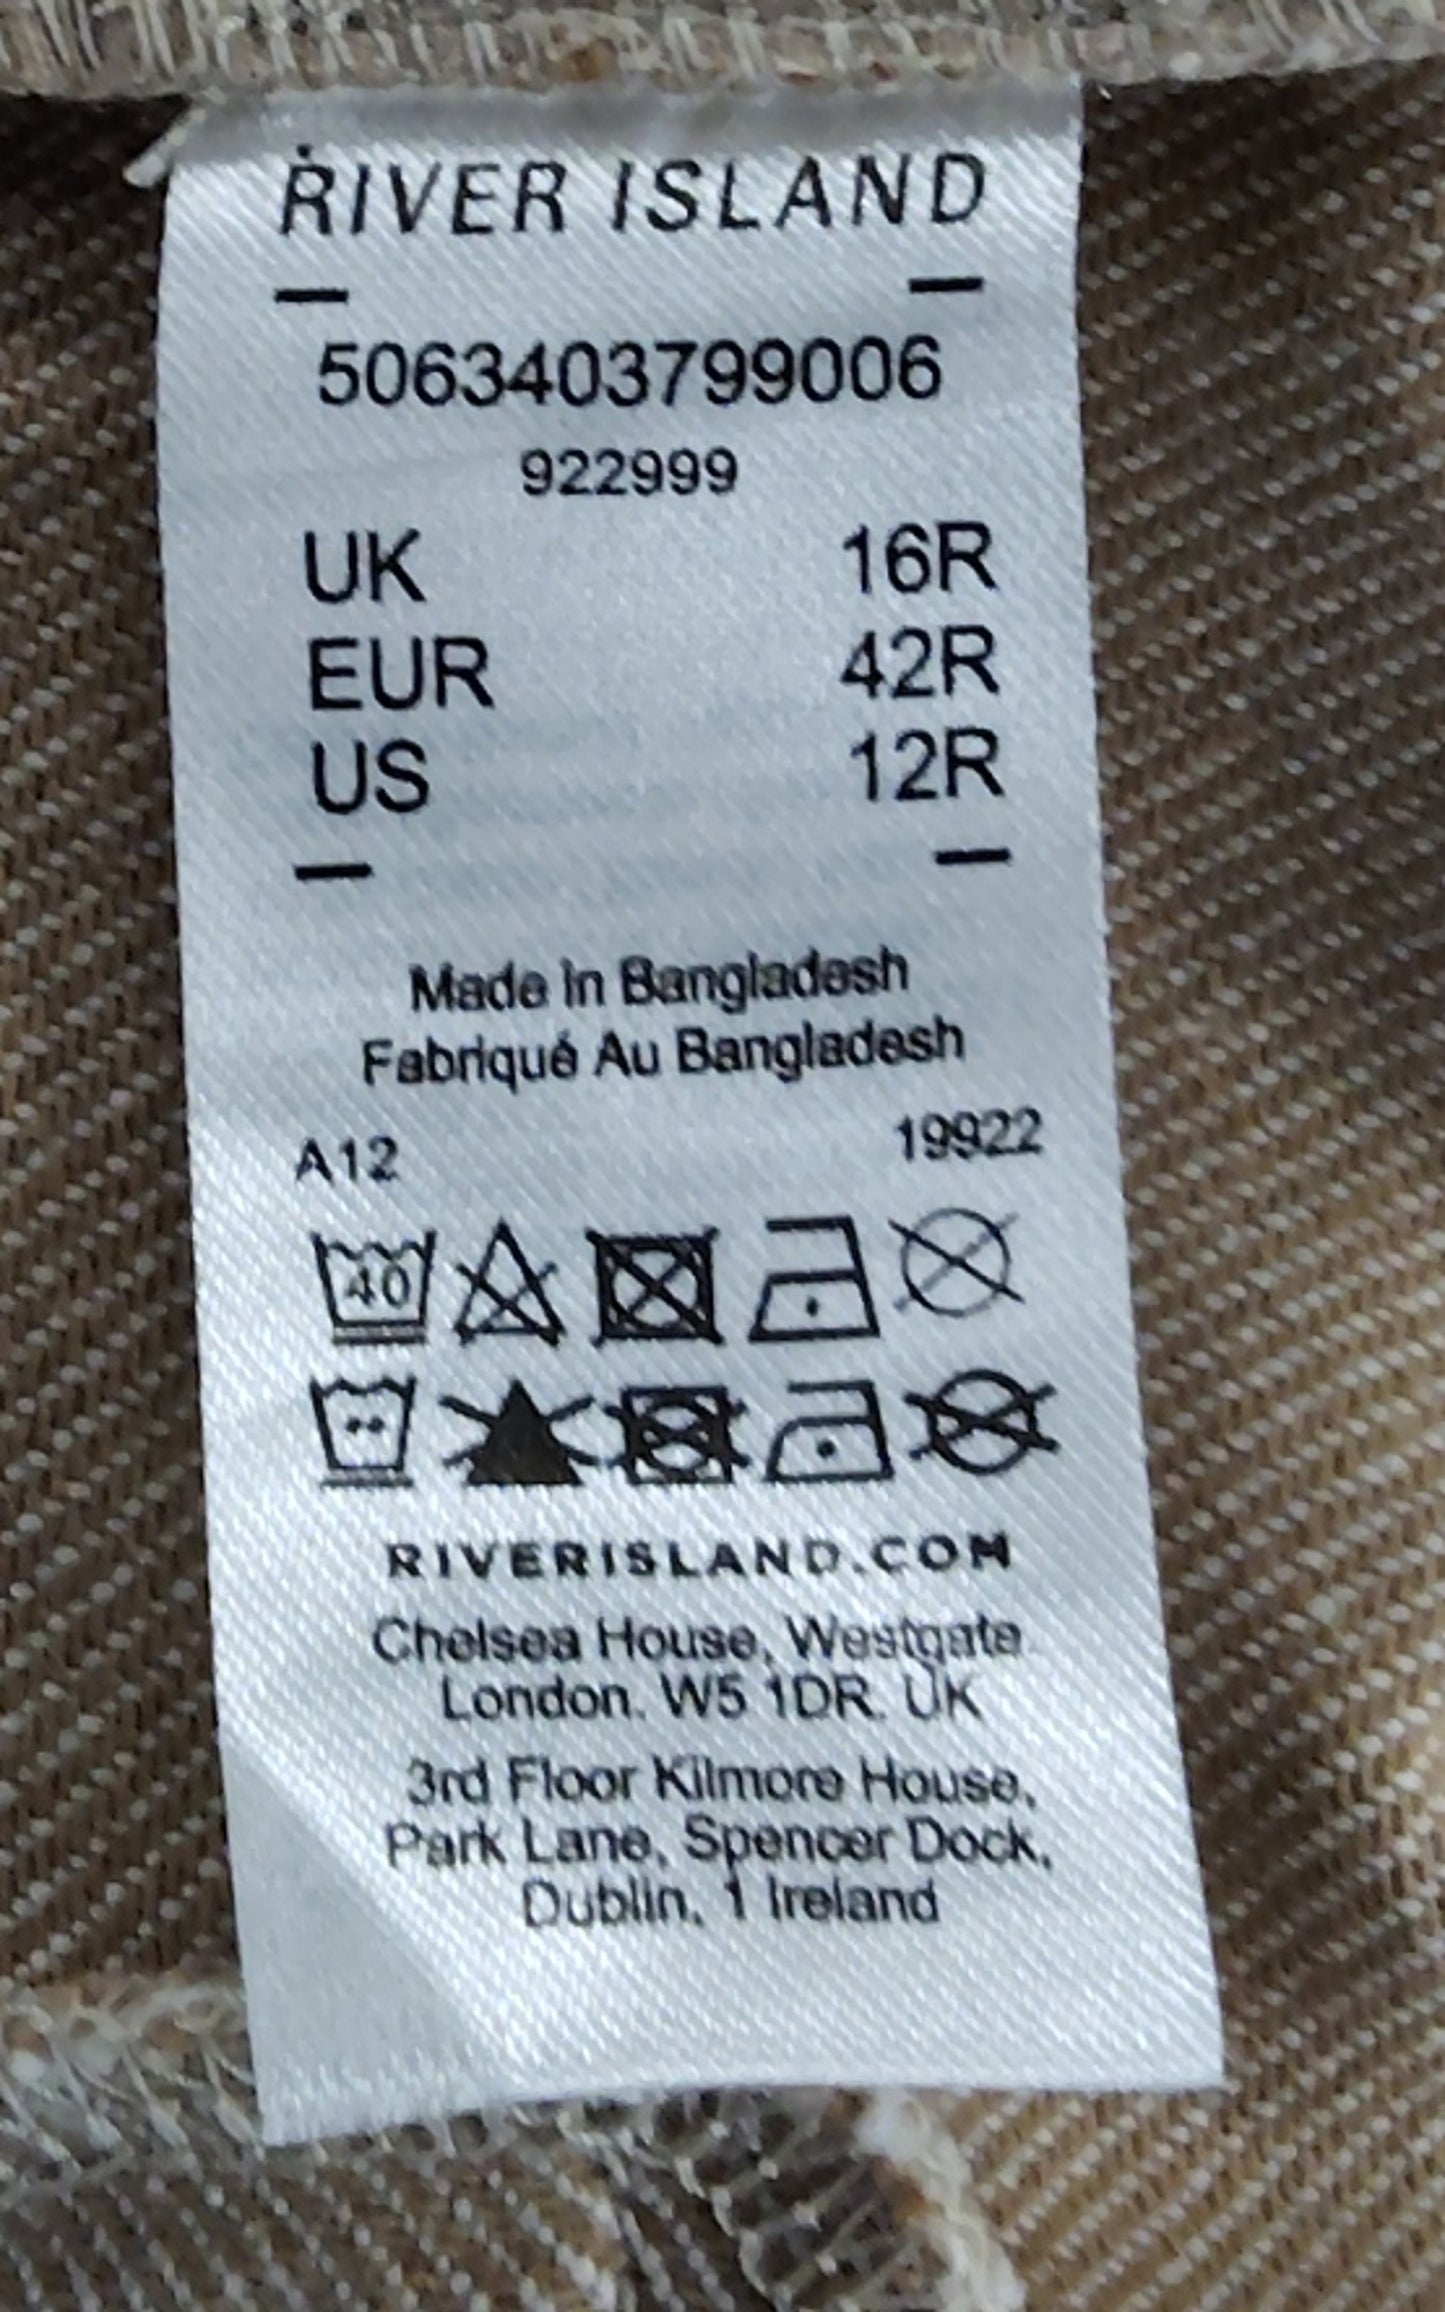 RIVER ISLAND
5063403799006
922999
UK 16R
EUR 42R
US 12R
Made in Bangladesh
Fabriqué Au Bangladesh
A12 19922
40
RIVERISLAND.COM
Chelsea House, Westgate
London. W5 1DR. UK
3rd Floor Kilmore House,
Park Lane, Spencer Dock,
Dublin, 1 Ireland